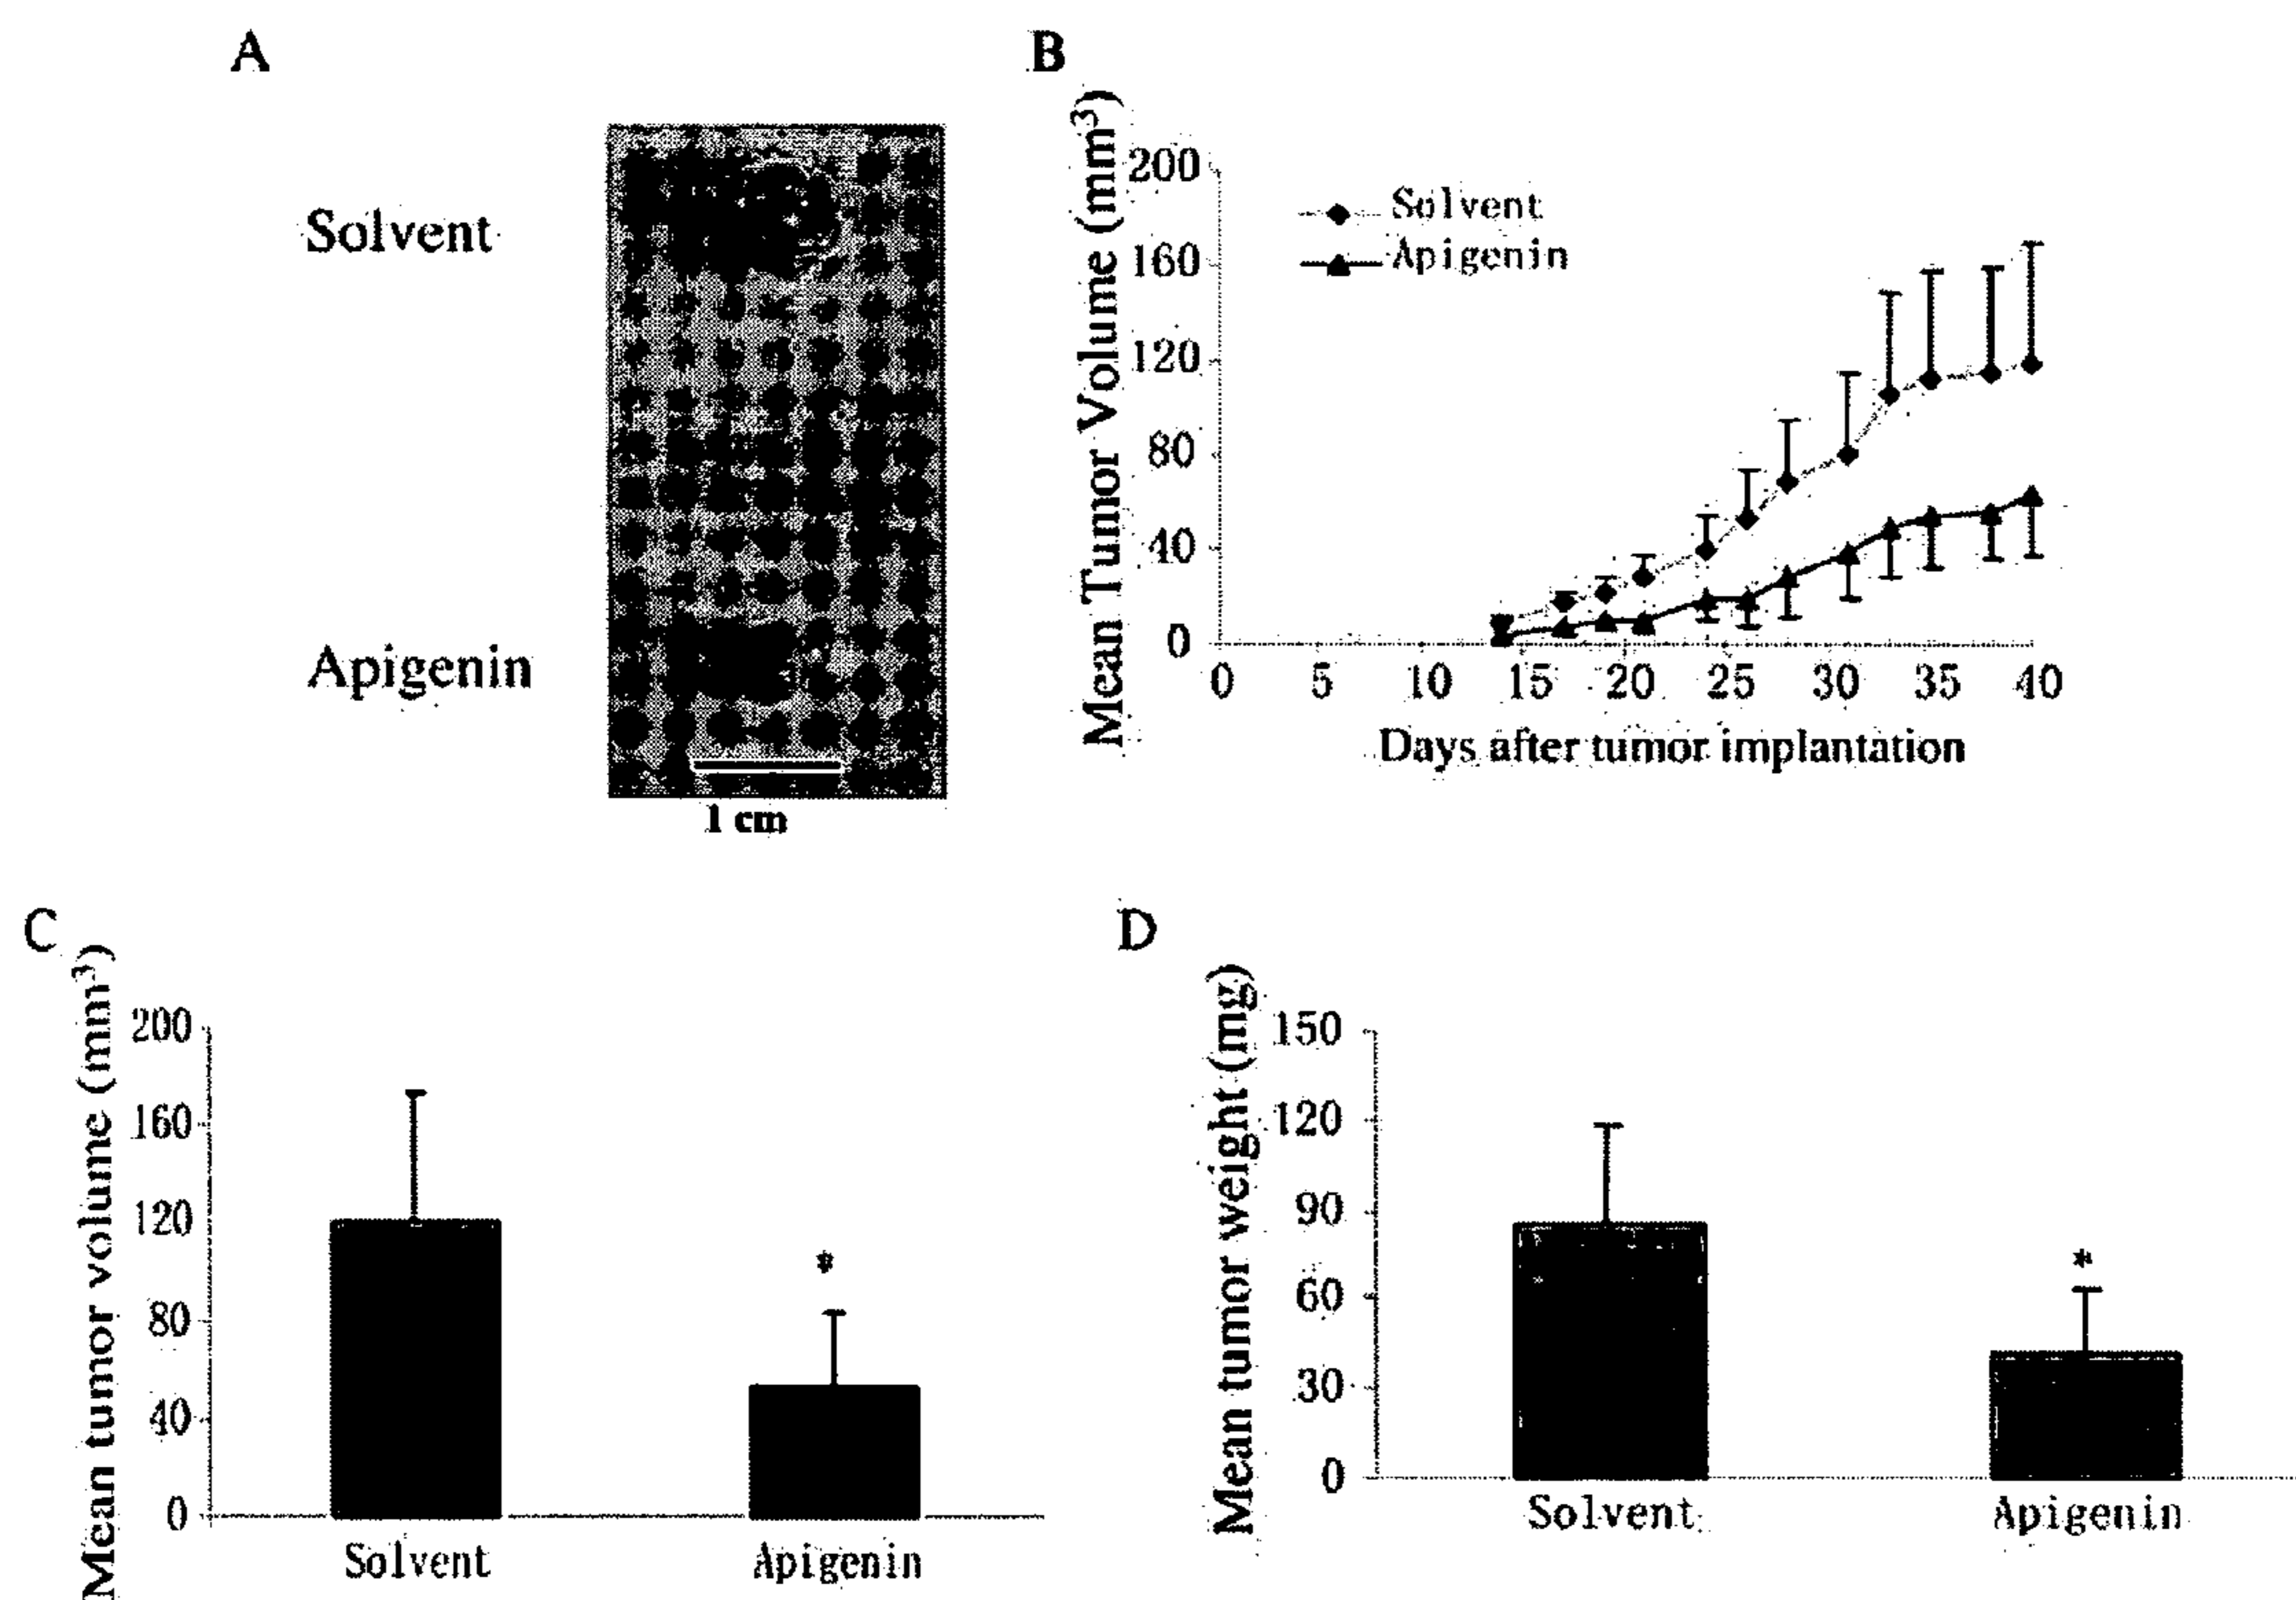 A
Solvent
Apigenin
1 cm
B
Mean Tumor Volume (mm³)
200
160
120
80
40
0
Solvent
Apigenin
0 5 10 15 20 25 30 35 40
Days after tumor implantation
C
Mean tumor volume (mm³)
200
160
120
80
40
0
*
Solvent Apigenin
D
Mean tumor weight (mg)
150
120
90
60
30
0
*
Solvent Apigenin